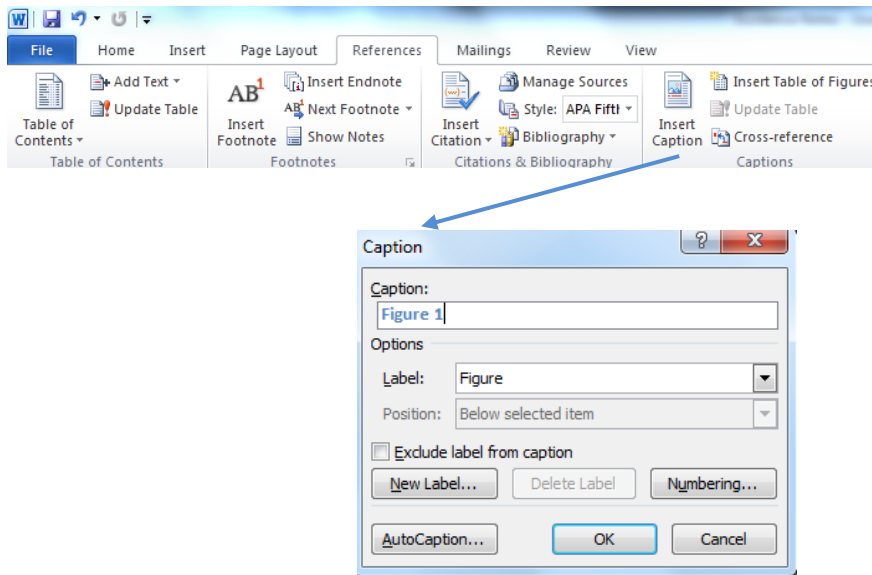 W
File Home Insert Page Layout References Mailings Review View
Add Text
Update Table
Table of
Contents
Table of Contents
AB1
Insert
Footnote
Insert Endnote
AB1 Next Footnote
Show Notes
Footnotes
Insert
Citation
Manage Sources
Style: APA Fiftl
Bibliography
Citations & Bibliography
Insert
Caption
Insert Table of Figures
Update Table
Cross-reference
Captions
Caption
?
Caption:
Figure 1
Options
Label: Figure
Position: Below selected item
Exclude label from caption
New Label... Delete Label Numbering...
AutoCaption... OK Cancel